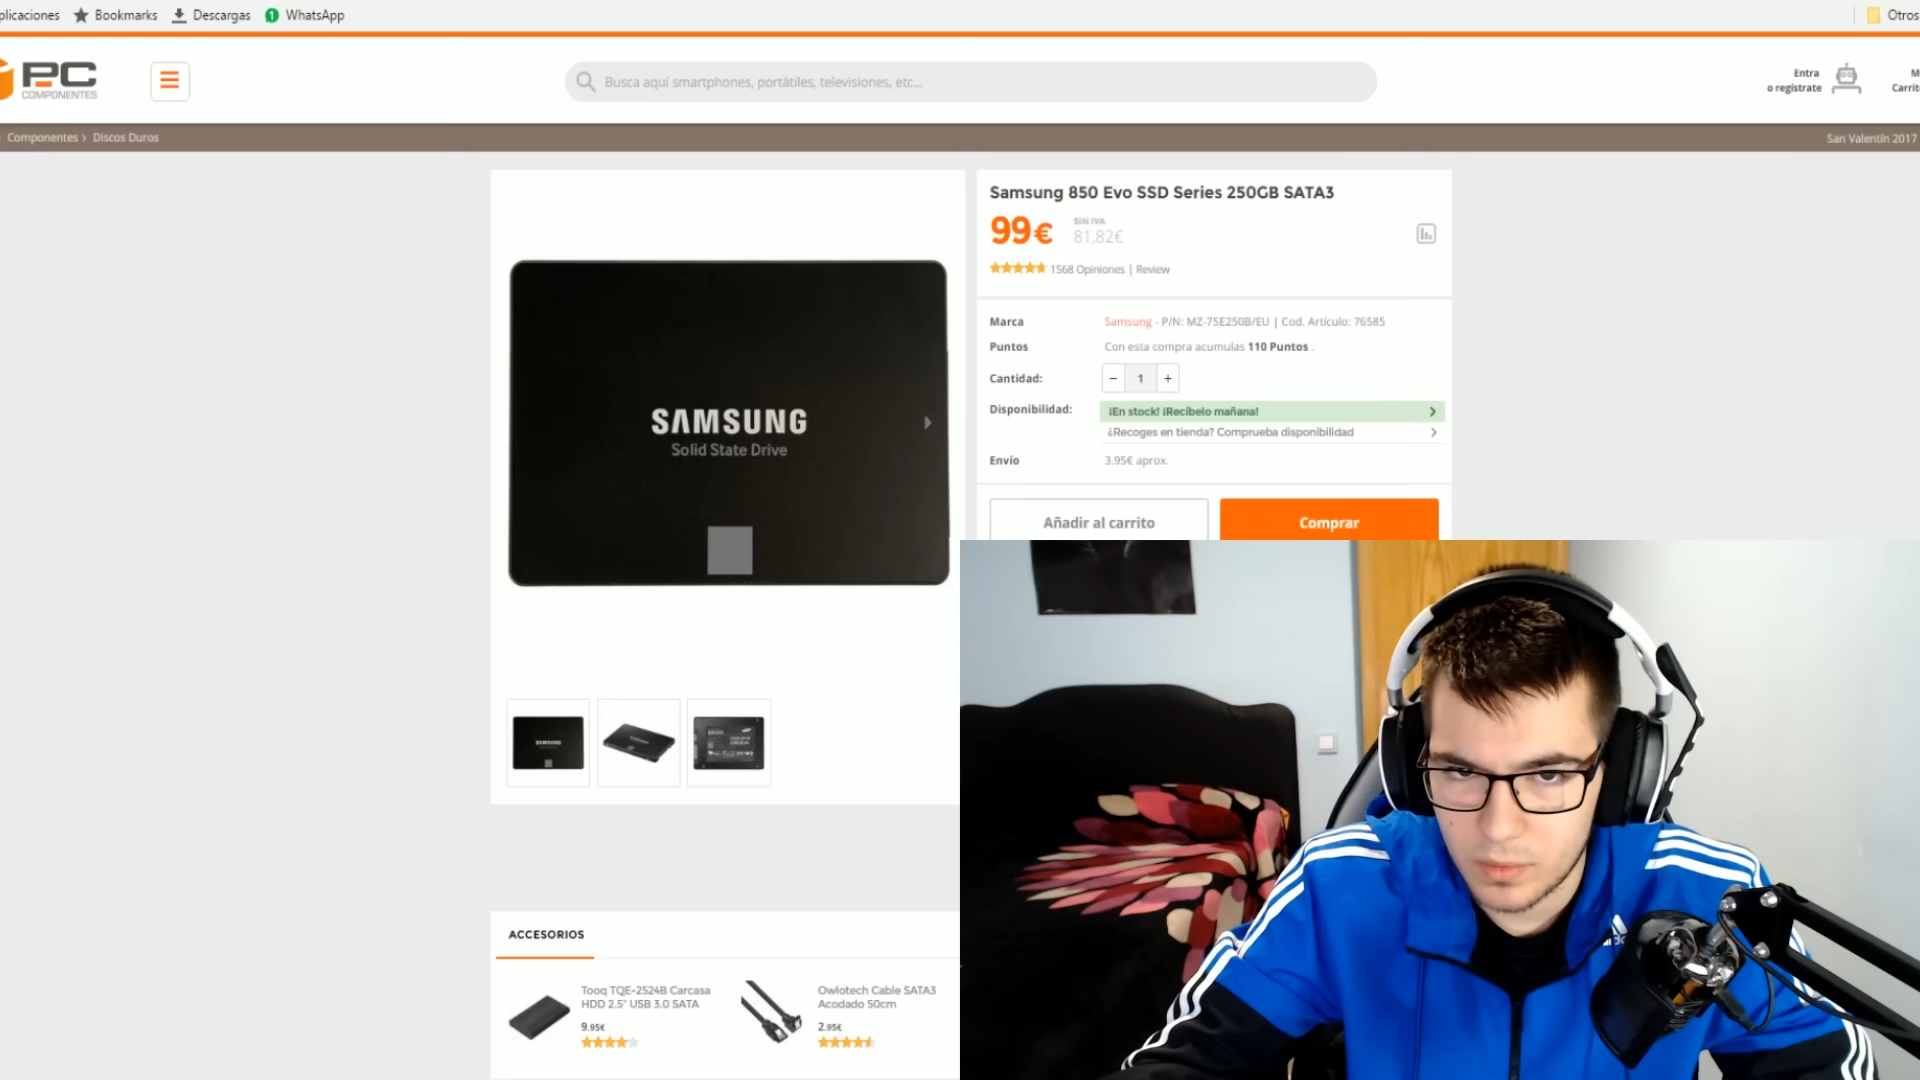 plicaciones Bookmarks Descargas 1 WhatsApp Otros
PC
COMPONENTES
Busca aquí smartphones, portátiles, televisiones, etc...
Entra
o regístrate
M
Carrit
Componentes > Discos Duros
San Valentín 2017
Samsung 850 Evo SSD Series 250GB SATA3
99€
SIN IVA
81,82€
1568 Opiniones | Review
Marca Samsung - P/N: MZ-75E250B/EU | Cod. Artículo: 76585
Puntos Con esta compra acumulas 110 Puntos .
Cantidad: − 1 +
Disponibilidad: ¡En stock! ¡Recíbelo mañana!
¿Recoges en tienda? Comprueba disponibilidad
Envío 3.95€ aprox.
Añadir al carrito Comprar
SAMSUNG
Solid State Drive
SAMSUNG
ACCESORIOS
Tooq TQE-2524B Carcasa
HDD 2.5" USB 3.0 SATA
9.95€
Owlotech Cable SATA3
Acodado 50cm
2.95€
adidas